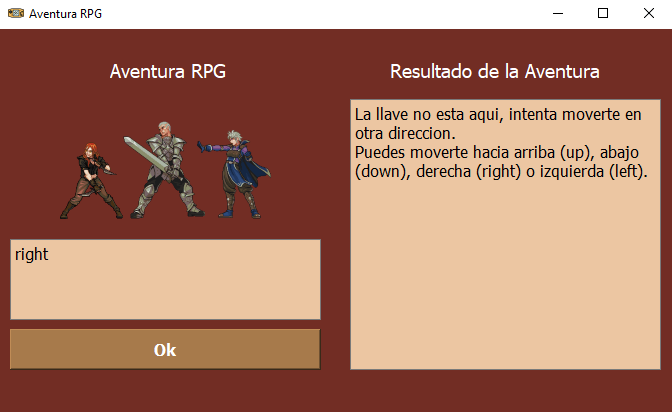 Aventura RPG
Aventura RPG
Resultado de la Aventura
La llave no esta aqui, intenta moverte en
otra direccion.
Puedes moverte hacia arriba (up), abajo
(down), derecha (right) o izquierda (left).
right
Ok